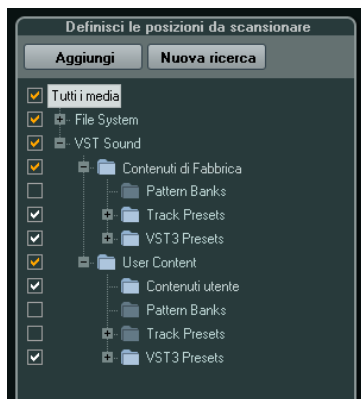 Definisci le posizioni da scansionare
Aggiungi Nuova ricerca
Tutti i media
File System
VST Sound
Contenuti di Fabbrica
Pattern Banks
Track Presets
VST3 Presets
User Content
Contenuti utente
Pattern Banks
Track Presets
VST3 Presets